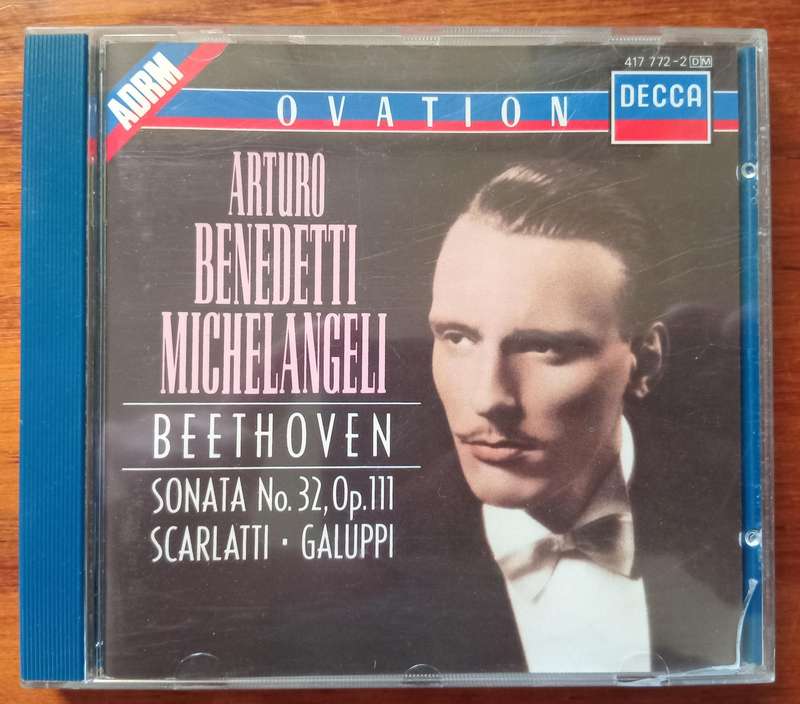 417 772-2 DM
ADRM
OVATION
DECCA
ARTURO
BENEDETTI
MICHELANGELI
BEETHOVEN
SONATA No. 32, Op. 111
SCARLATTI · GALUPPI